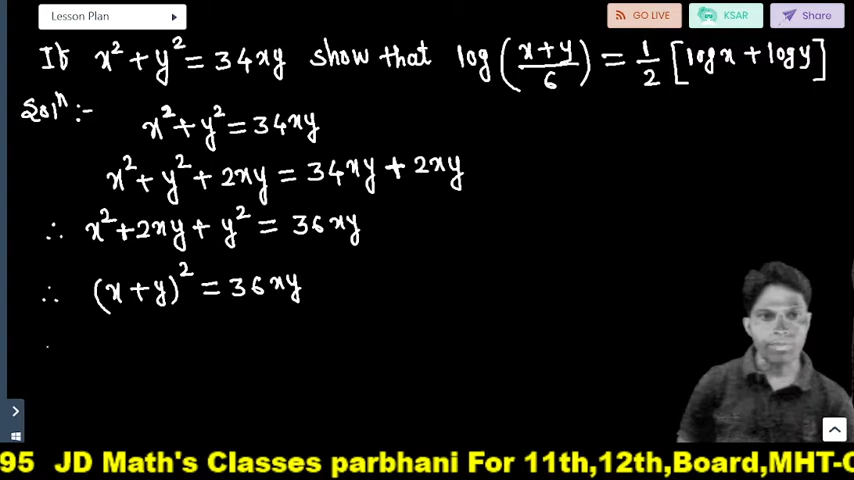 Lesson Plan
GO LIVE
KSAR
Share
If x² + y² = 34xy show that log((x+y)/6) = 1/2 [log x + log y]
Solⁿ :-
x² + y² = 34xy
x² + y² + 2xy = 34xy + 2xy
∴ x² + 2xy + y² = 36xy
∴ (x + y)² = 36xy
95 JD Math's Classes parbhani For 11th,12th,Board,MHT-C